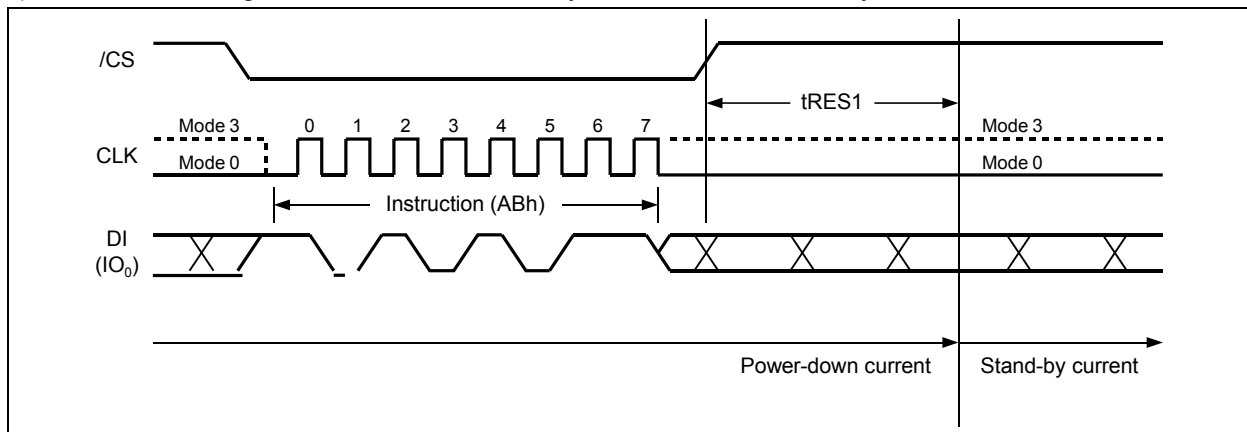 /CS
tRES1
Mode 3 0 1 2 3 4 5 6 7 Mode 3
CLK
Mode 0 Mode 0
Instruction (ABh)
DI
(IO₀)
Power-down current Stand-by current